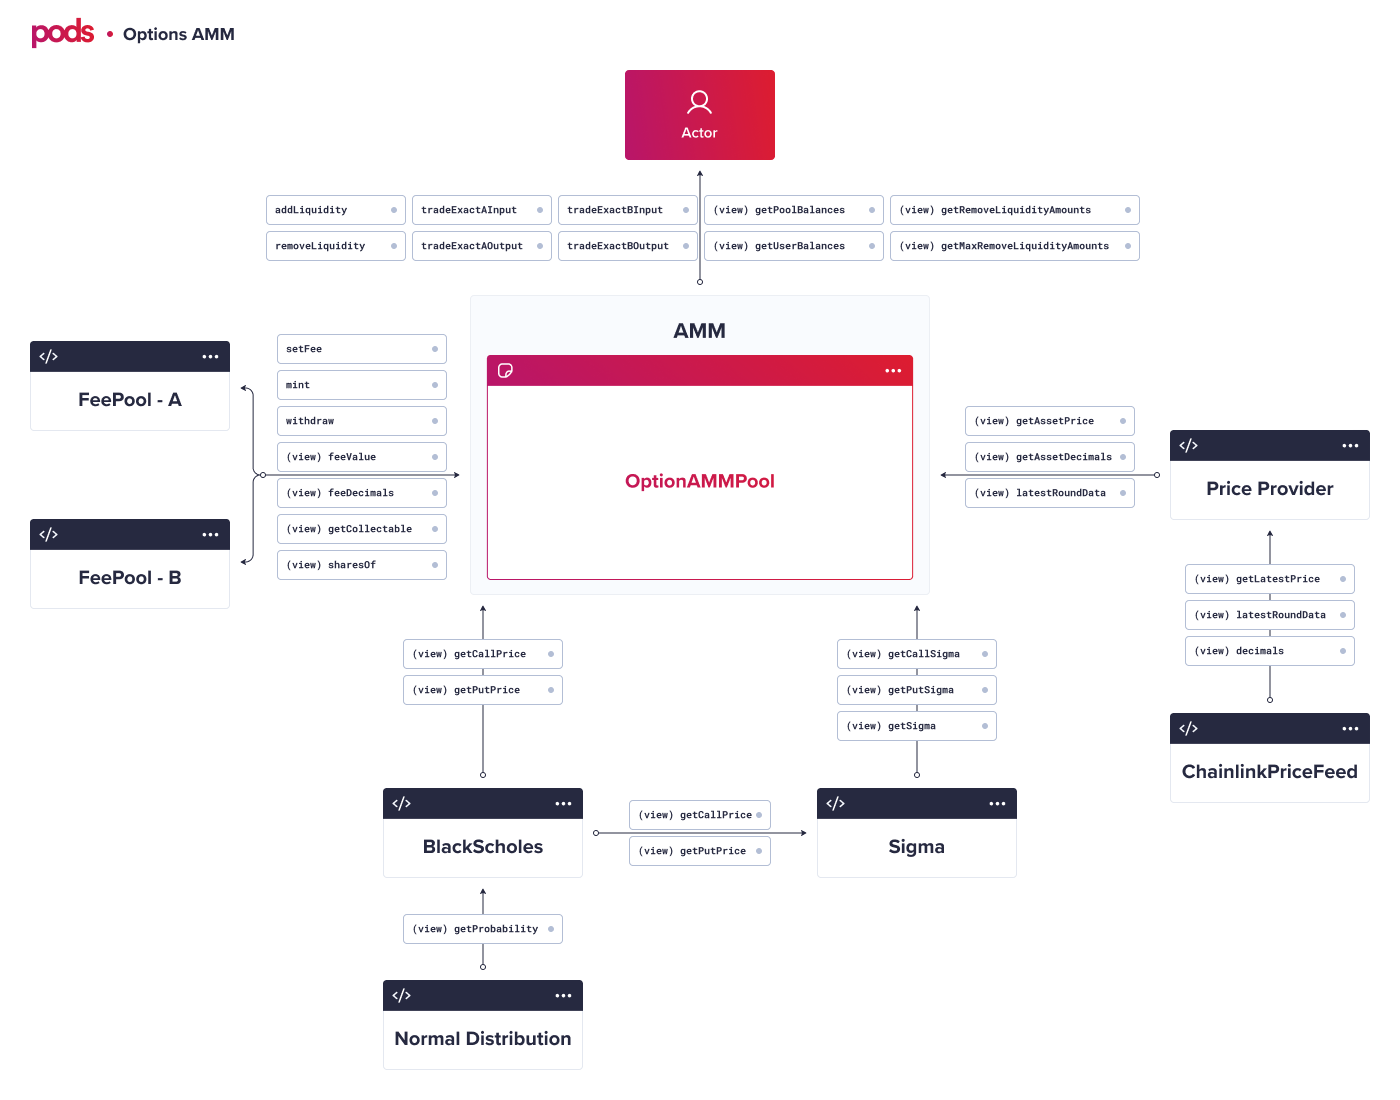 pods • Options AMM
Actor
addLiquidity
tradeExactAInput
tradeExactBInput
(view) getPoolBalances
(view) getRemoveLiquidityAmounts
removeLiquidity
tradeExactAOutput
tradeExactBOutput
(view) getUserBalances
(view) getMaxRemoveLiquidityAmounts
AMM
OptionAMMPool
FeePool - A
FeePool - B
setFee
mint
withdraw
(view) feeValue
(view) feeDecimals
(view) getCollectable
(view) sharesOf
(view) getAssetPrice
(view) getAssetDecimals
(view) latestRoundData
Price Provider
(view) getLatestPrice
(view) latestRoundData
(view) decimals
ChainlinkPriceFeed
(view) getCallPrice
(view) getPutPrice
(view) getCallSigma
(view) getPutSigma
(view) getSigma
BlackScholes
(view) getCallPrice
(view) getPutPrice
Sigma
(view) getProbability
Normal Distribution